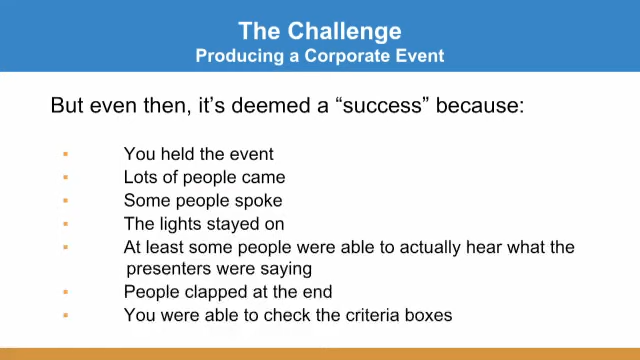 The Challenge
Producing a Corporate Event
But even then, it’s deemed a “success” because:
▪ You held the event
▪ Lots of people came
▪ Some people spoke
▪ The lights stayed on
▪ At least some people were able to actually hear what the
presenters were saying
▪ People clapped at the end
▪ You were able to check the criteria boxes